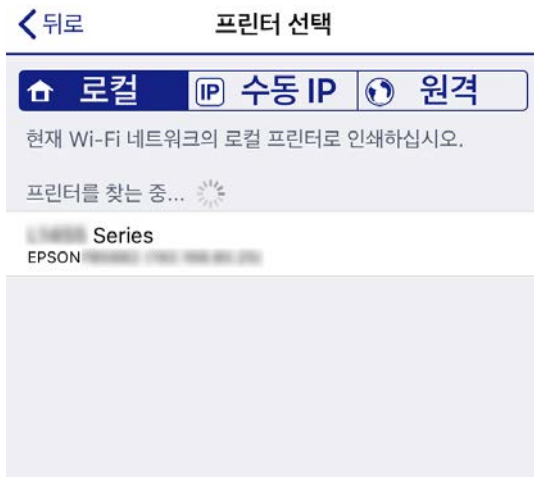 뒤로 프린터 선택
로컬 IP 수동 IP 원격
현재 Wi-Fi 네트워크의 로컬 프린터로 인쇄하십시오.
프린터를 찾는 중...
Series
EPSON